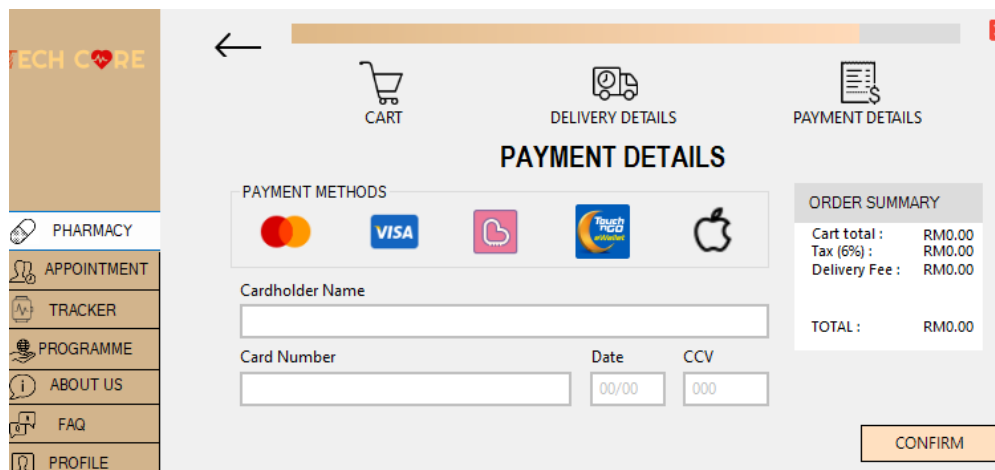 TECH C RE
CART
DELIVERY DETAILS
PAYMENT DETAILS
PAYMENT DETAILS
PAYMENT METHODS
VISA
Touch
'nGO
eWallet
ORDER SUMMARY
Cart total : RM0.00
Tax (6%) : RM0.00
Delivery Fee : RM0.00
TOTAL : RM0.00
Cardholder Name
Card Number
Date
CCV
00/00
000
CONFIRM
PHARMACY
APPOINTMENT
TRACKER
PROGRAMME
ABOUT US
FAQ
PROFILE